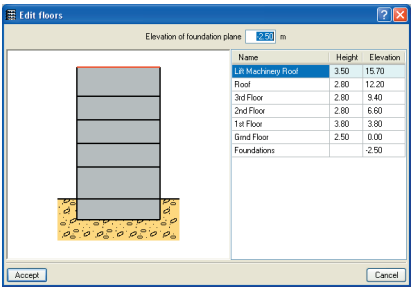 Edit floors
Elevation of foundation plane -2.50 m
Name Height Elevation
Lift Machinery Roof 3.50 15.70
Roof 2.80 12.20
3rd Floor 2.80 9.40
2nd Floor 2.80 6.60
1st Floor 3.80 3.80
Grnd Floor 2.50 0.00
Foundations -2.50
Accept Cancel